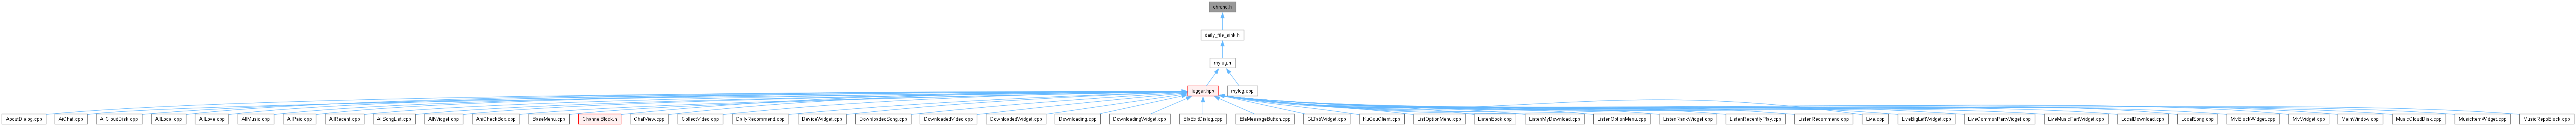 chrono.h
daily_file_sink.h
mylog.h
logger.hpp
mylog.cpp
AboutDialog.cpp
AiChat.cpp
AllCloudDisk.cpp
AllLocal.cpp
AllLove.cpp
AllMusic.cpp
AllPaid.cpp
AllRecent.cpp
AllSongList.cpp
AllWidget.cpp
AniCheckBox.cpp
BaseMenu.cpp
ChannelBlock.h
ChatView.cpp
CollectVideo.cpp
DailyRecommend.cpp
DeviceWidget.cpp
DownloadedSong.cpp
DownloadedVideo.cpp
DownloadedWidget.cpp
Downloading.cpp
DownloadingWidget.cpp
ElaExitDialog.cpp
ElaMessageButton.cpp
GLTabWidget.cpp
KuGouClient.cpp
ListOptionMenu.cpp
ListenBook.cpp
ListenMyDownload.cpp
ListenOptionMenu.cpp
ListenRankWidget.cpp
ListenRecentlyPlay.cpp
ListenRecommend.cpp
Live.cpp
LiveBigLeftWidget.cpp
LiveCommonPartWidget.cpp
LiveMusicPartWidget.cpp
LocalDownload.cpp
LocalSong.cpp
MVBlockWidget.cpp
MVWidget.cpp
MainWindow.cpp
MusicCloudDisk.cpp
MusicItemWidget.cpp
MusicRepoBlock.cpp